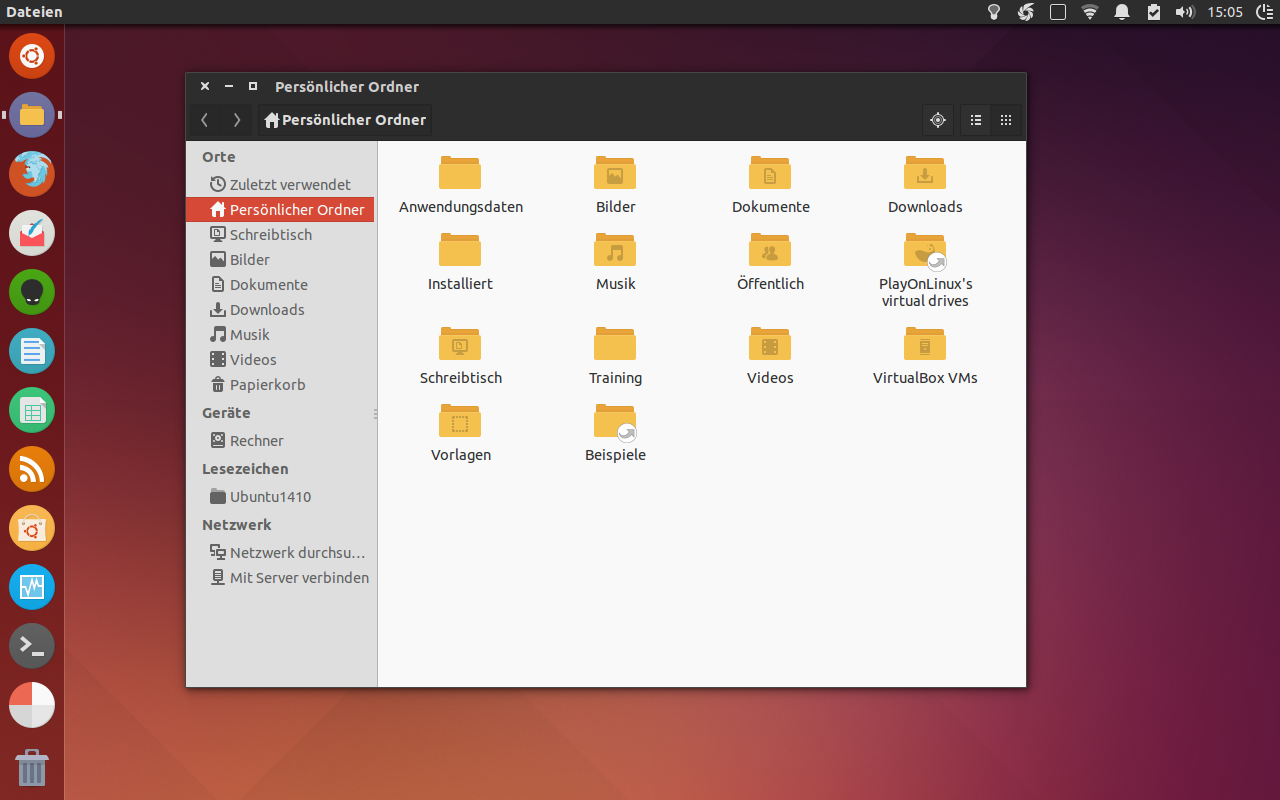 Dateien
15:05
Persönlicher Ordner
Persönlicher Ordner
Orte
Zuletzt verwendet
Persönlicher Ordner
Schreibtisch
Bilder
Dokumente
Downloads
Musik
Videos
Papierkorb
Geräte
Rechner
Lesezeichen
Ubuntu1410
Netzwerk
Netzwerk durchsu…
Mit Server verbinden
Anwendungsdaten
Bilder
Dokumente
Downloads
Installiert
Musik
Öffentlich
PlayOnLinux's
virtual drives
Schreibtisch
Training
Videos
VirtualBox VMs
Vorlagen
Beispiele